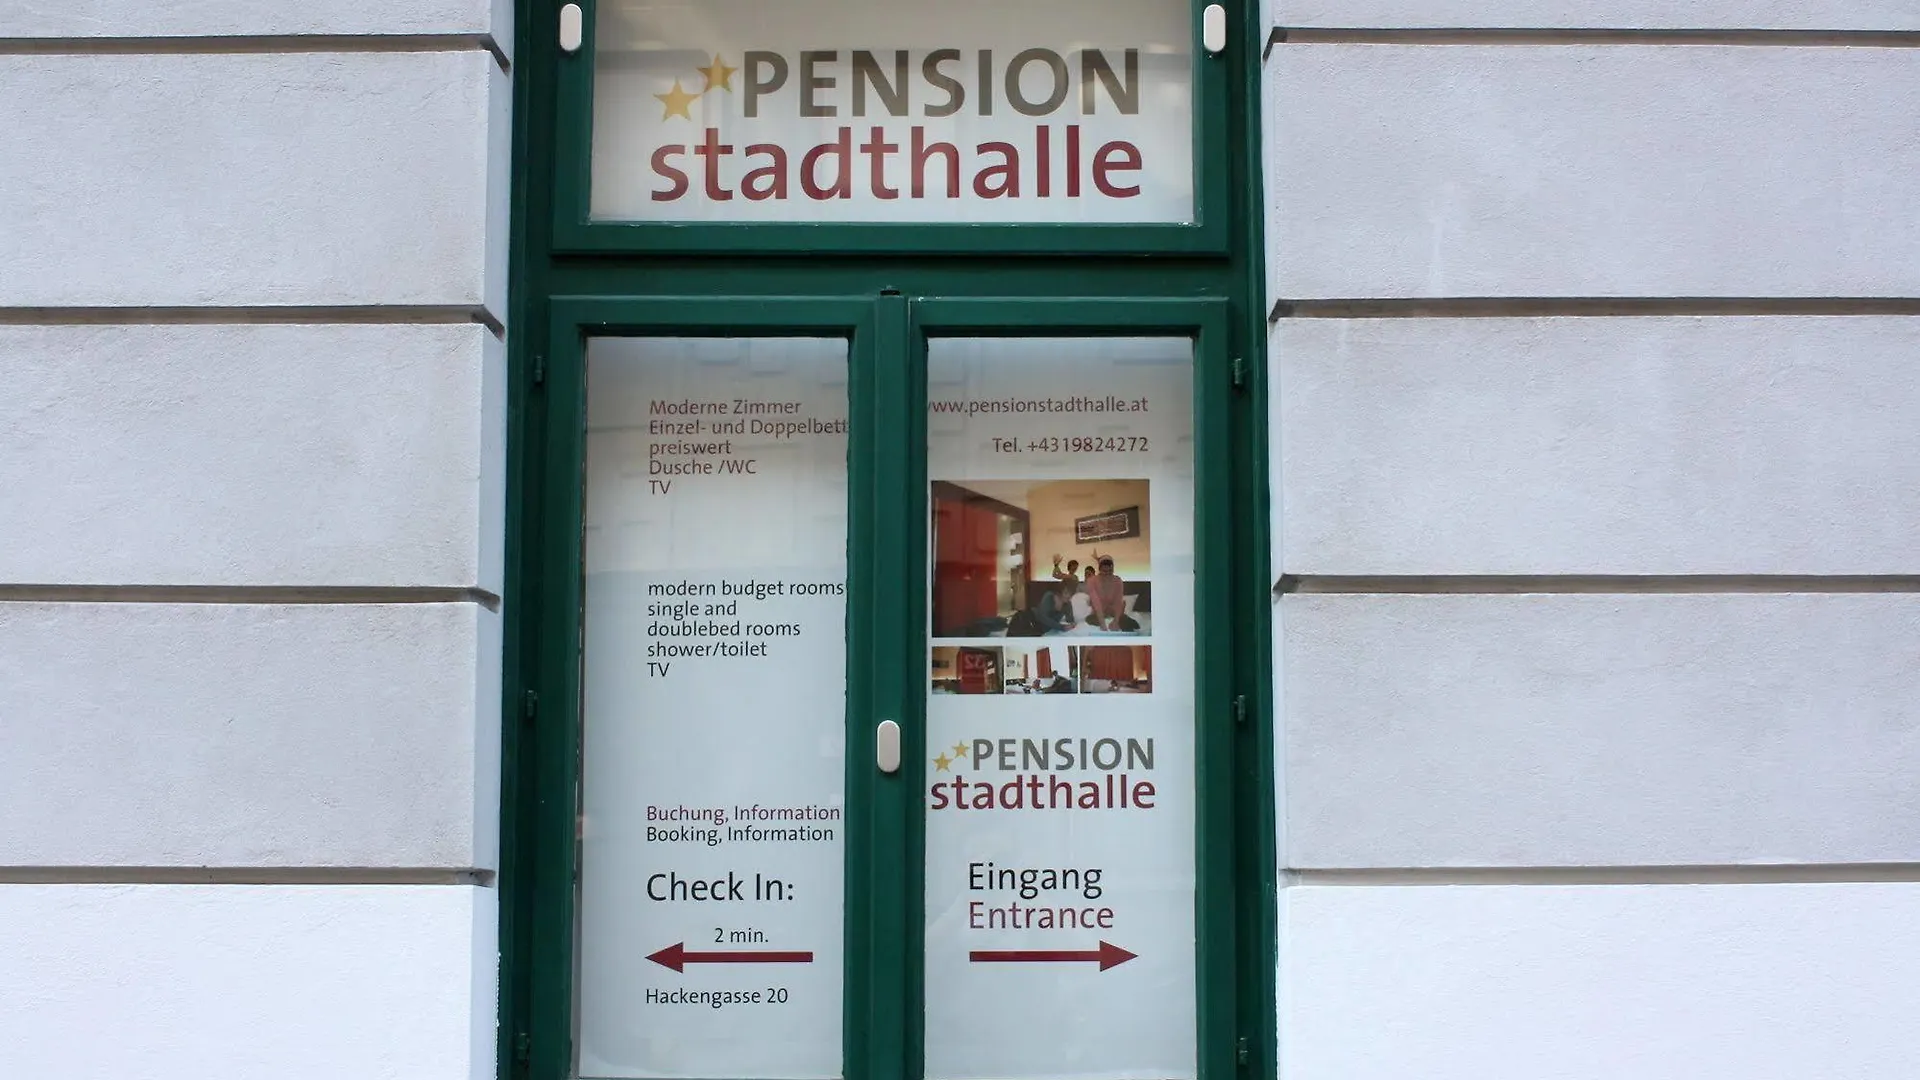 PENSION
stadthalle
Moderne Zimmer
Einzel- und Doppelbett
preiswert
Dusche /WC
TV
modern budget rooms
single and
doublebed rooms
shower/toilet
TV
Buchung, Information
Booking, Information
Check In:
2 min.
Hackengasse 20
www.pensionstadthalle.at
Tel. +4319824272
PENSION
stadthalle
Eingang
Entrance